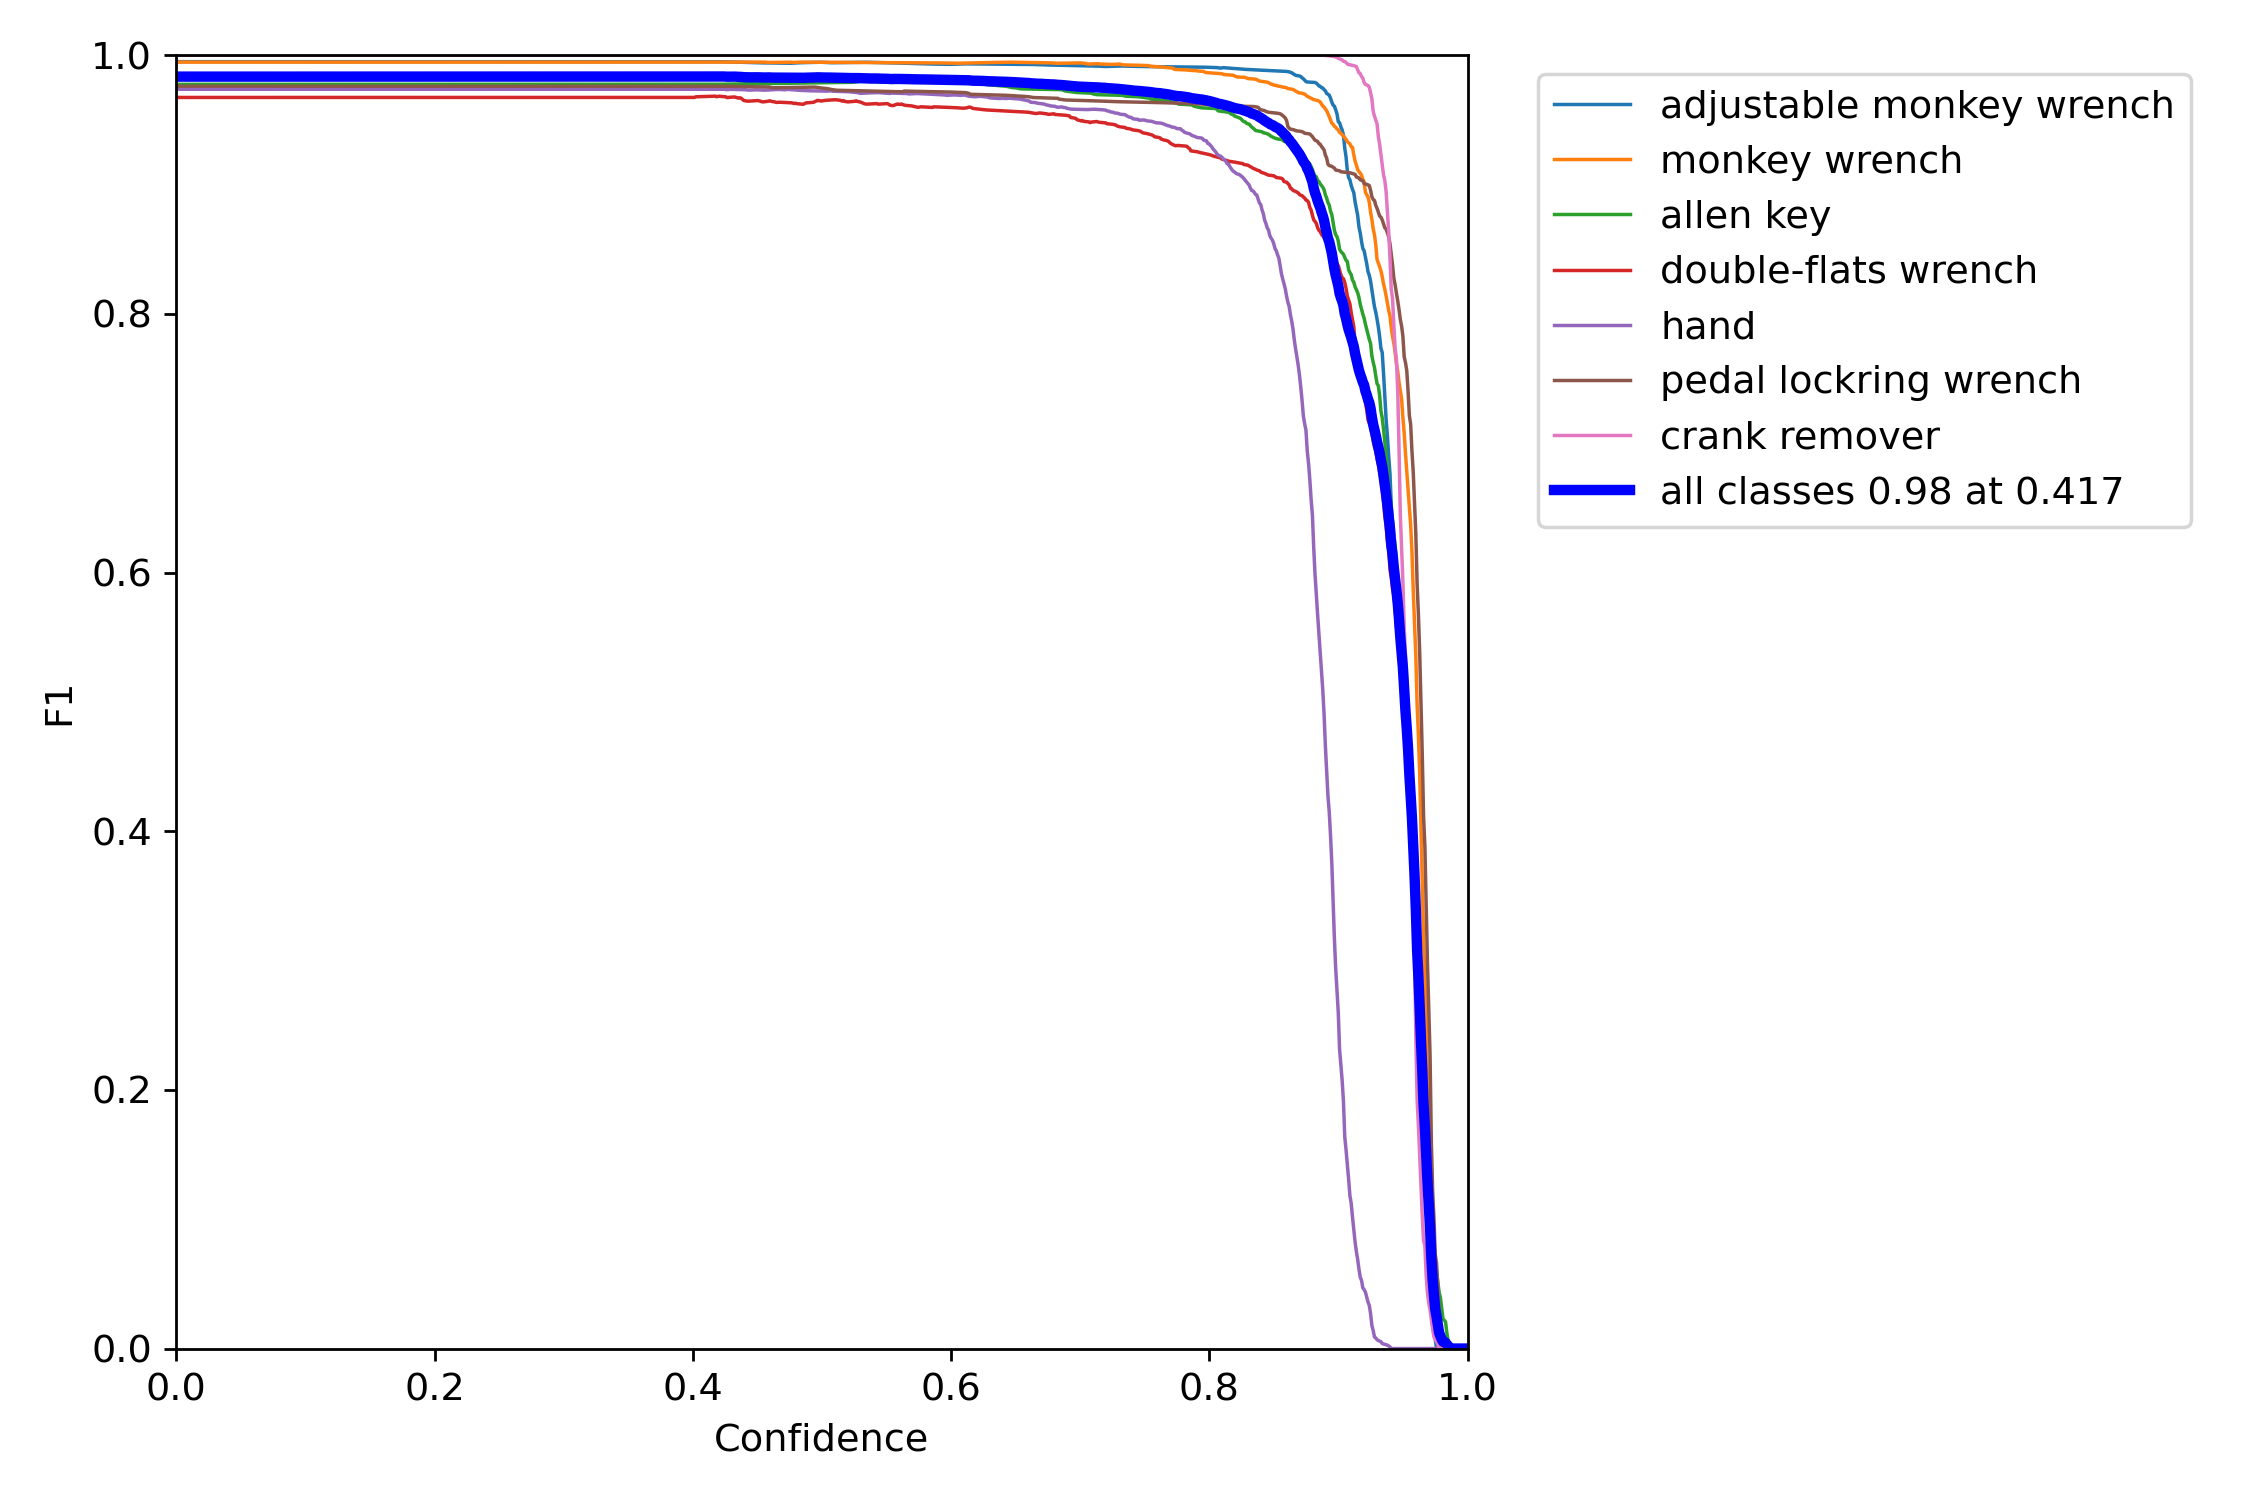 1.0
0.8
0.6
0.4
0.2
0.0
F1
0.0 0.2 0.4 0.6 0.8 1.0
Confidence
adjustable monkey wrench
monkey wrench
allen key
double-flats wrench
hand
pedal lockring wrench
crank remover
all classes 0.98 at 0.417